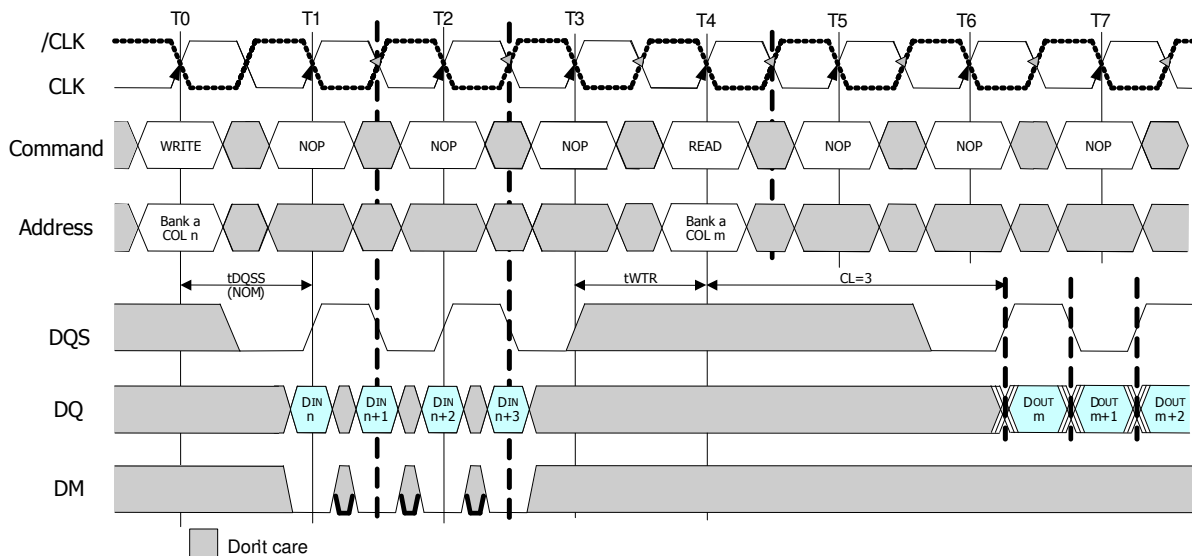 T0 T1 T2 T3 T4 T5 T6 T7
/CLK
CLK
Command WRITE NOP NOP NOP READ NOP NOP NOP
Address Bank a COL n Bank a COL m
tDQSS (NOM) tWTR CL=3
DQS
DQ DIN n DIN n+1 DIN n+2 DIN n+3 DOUT m DOUT m+1 DOUT m+2
DM
Don't care